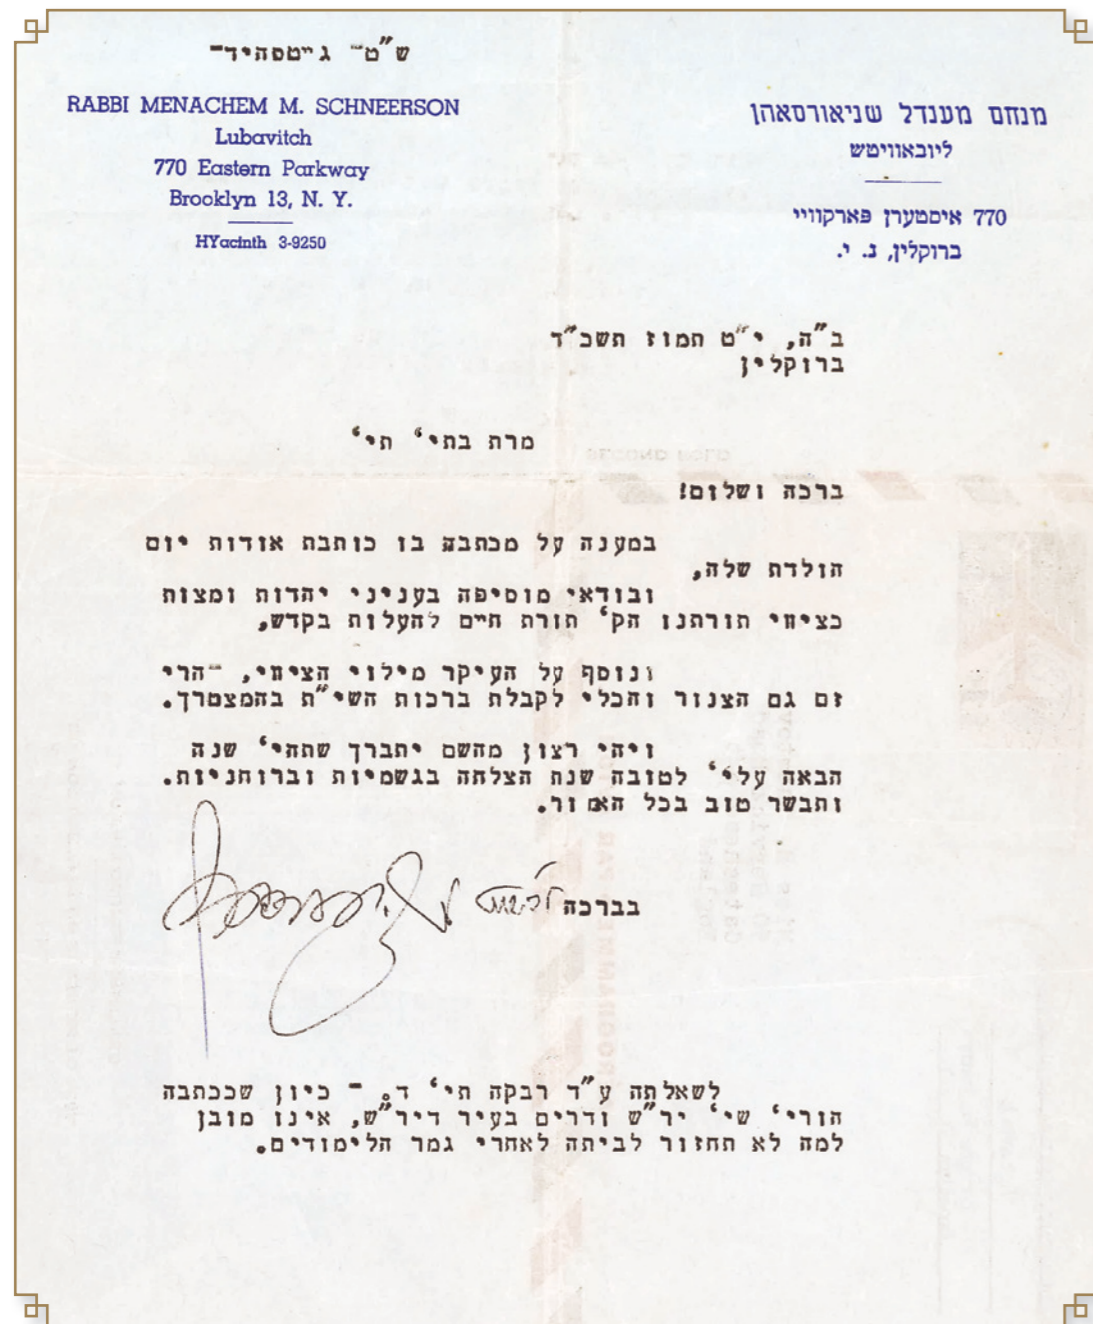 ש"ט- גייטסהיד-
RABBI MENACHEM M. SCHNEERSON
Lubavitch
770 Eastern Parkway
Brooklyn 13, N. Y.
HYacinth 3-9250
מנחם מענדל שניאורסאהן
ליובאוויטש
770 איסטערן פארקוויי
ברוקלין, נ. י.
ב"ה, י"ט תמוז תשכ"ד
ברוקלין
מרת בתי' תי'
ברכה ושלום!
במענה על מכתבה בו כותבת אודות יום
הולדת שלה,
ובודאי מוסיפה בעניני יהדות ומצות
כציווי תורתנו הק' תורת חיים להעלות בקדש,
ונוסף על העיקר מילוי הציווי, -הרי
זם גם הצנור והכלי לקבלת ברכות השי"ת בהמצטרך.
ויהי רצון מהשם יתברך שתהי' שנה
הבאה עלי' לטובה שנת הצלחה בגשמיות וברוחניות.
ותבשר טוב בכל האמור.
בברכה
לשאלתה ע"ד רבקה תי' ד. - כיון שככתבה
הורי' שי' יר"ש ודרים בעיר דיר"ש, אינו מובן
למה לא תחזור לביתה לאחרי גמר הלימודים.